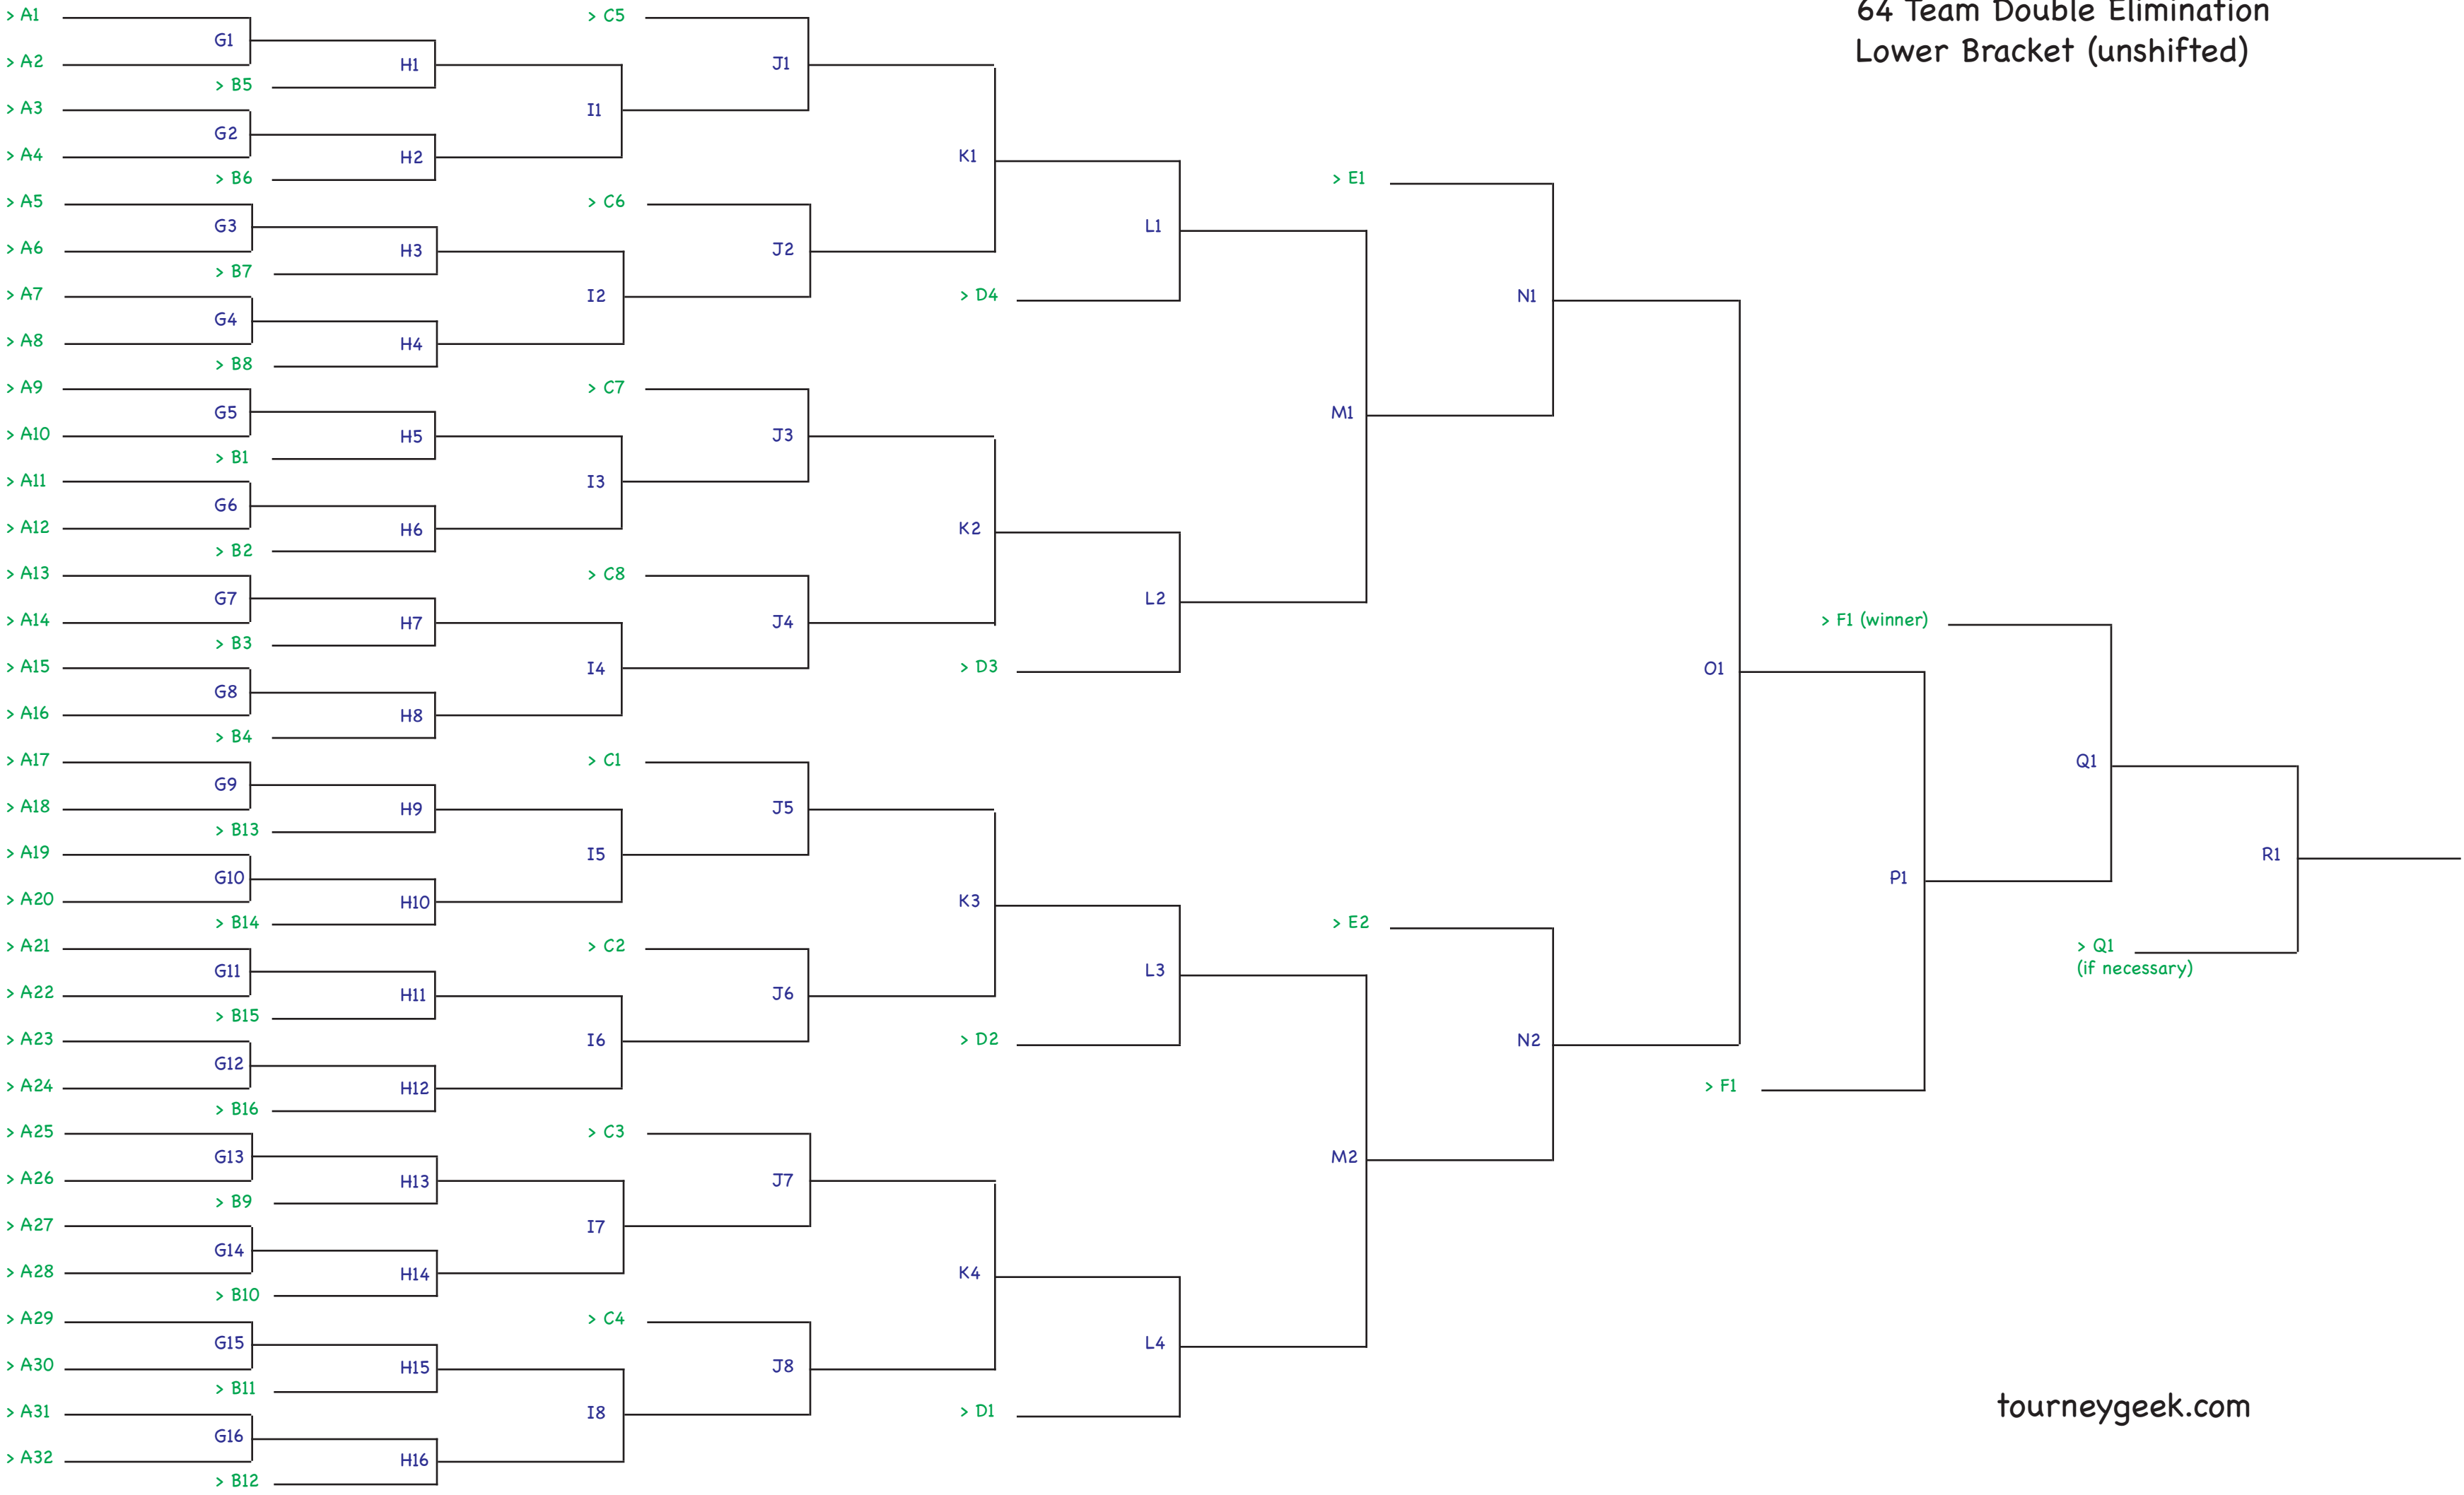 64 Team Double Elimination
Lower Bracket (unshifted)
> A1
> A2
> A3
> A4
> A5
> A6
> A7
> A8
> A9
> A10
> A11
> A12
> A13
> A14
> A15
> A16
> A17
> A18
> A19
> A20
> A21
> A22
> A23
> A24
> A25
> A26
> A27
> A28
> A29
> A30
> A31
> A32
G1
> B5
G2
> B6
G3
> B7
G4
> B8
G5
> B1
G6
> B2
G7
> B3
G8
> B4
G9
> B13
G10
> B14
G11
> B15
G12
> B16
G13
> B9
G14
> B10
G15
> B11
G16
> B12
H1
H2
H3
H4
H5
H6
H7
H8
H9
H10
H11
H12
H13
H14
H15
H16
> C5
I1
> C6
I2
> C7
I3
> C8
I4
> C1
I5
> C2
I6
> C3
I7
> C4
I8
J1
J2
J3
J4
J5
J6
J7
J8
K1
> D4
K2
> D3
K3
> D2
K4
> D1
L1
L2
L3
L4
> E1
M1
> E2
M2
N1
N2
O1
> F1
> F1 (winner)
P1
Q1
> Q1
(if necessary)
R1
tourneygeek.com